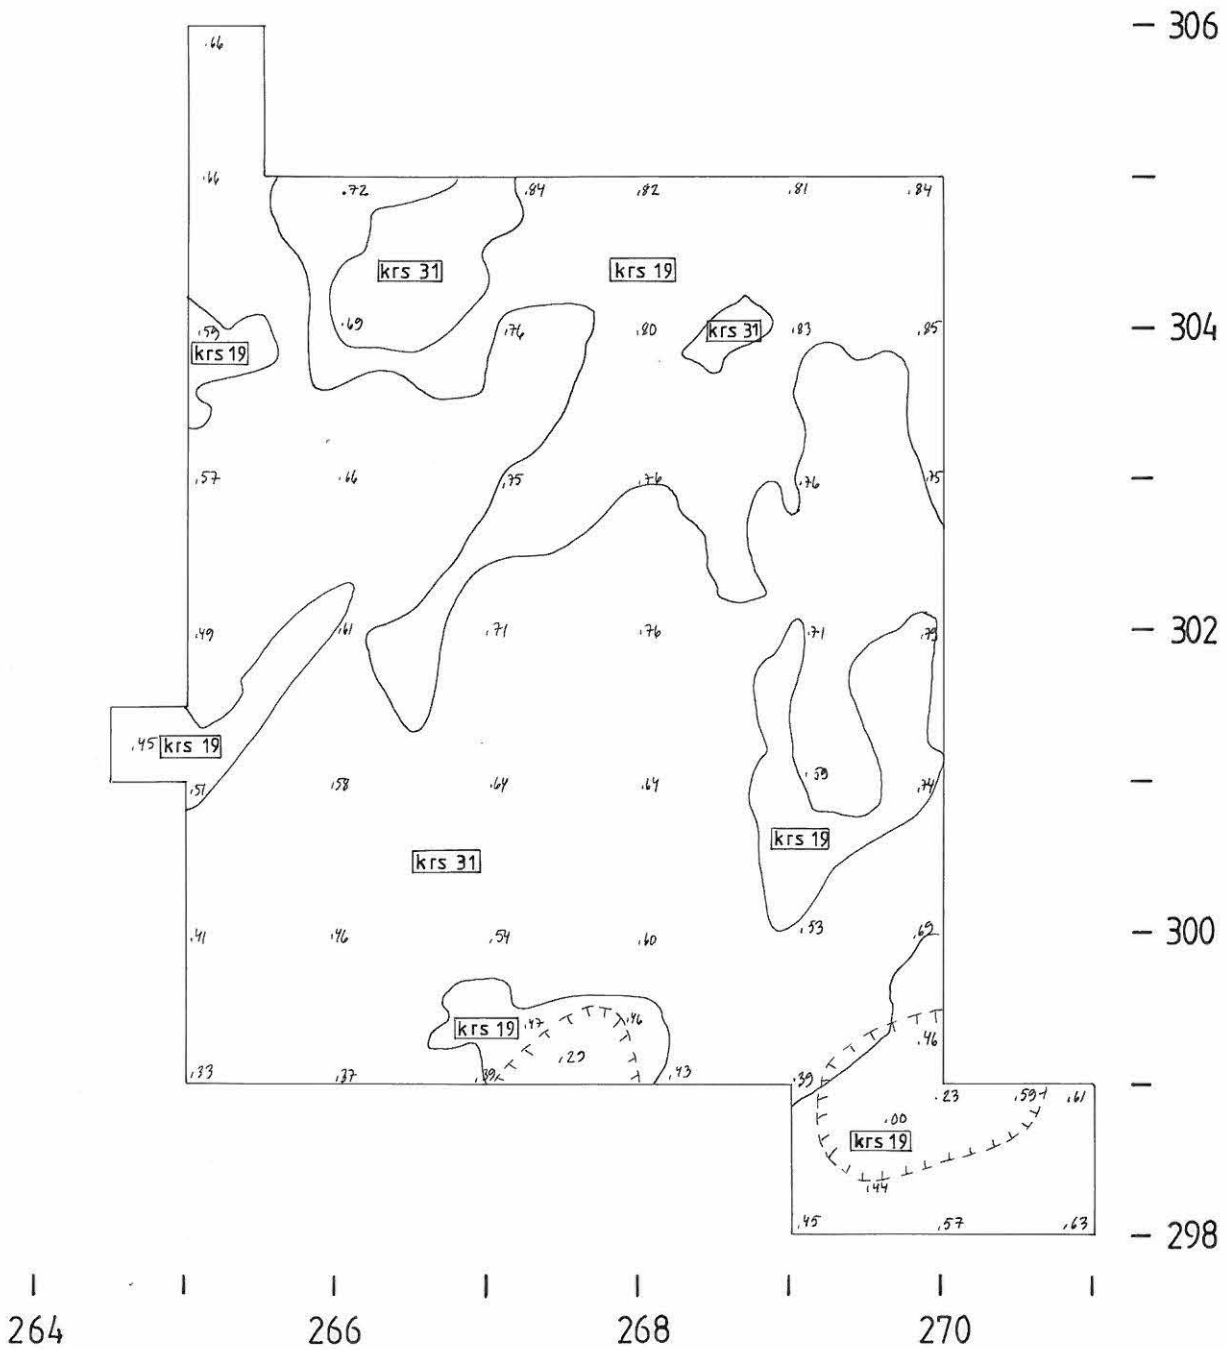 306
.66
.66
.72 .84 .82 .81 .84
krs 31 krs 19
.59 .69 .76 .80 krs 31 .83 .85 304
krs 19
.57 .66 .75 .76 .76 .75
.49 .61 .71 .76 .71 .79 302
.45 krs 19
.51 .58 .64 .64 .59 .74
krs 19
krs 31
.41 .46 .54 .60 .53 .62 300
krs 19 .47 .46 .46
.29
.33 .37 .39 .43 .39
.23 .59 .61
.00
krs 19
.44
.45 .57 .63 298
264 266 268 270